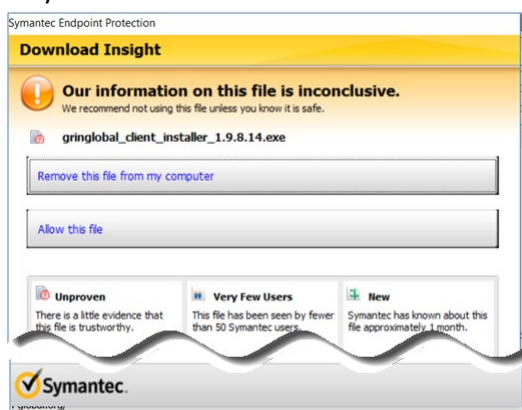 Symantec Endpoint Protection
Download Insight
Our information on this file is inconclusive.
We recommend not using this file unless you know it is safe.
gringlobal_client_installer_1.9.8.14.exe
Remove this file from my computer
Allow this file
Unproven
There is a little evidence that
this file is trustworthy.
Very Few Users
This file has been seen by fewer
than 50 Symantec users.
New
Symantec has known about this
file approximately 1 month.
Symantec.